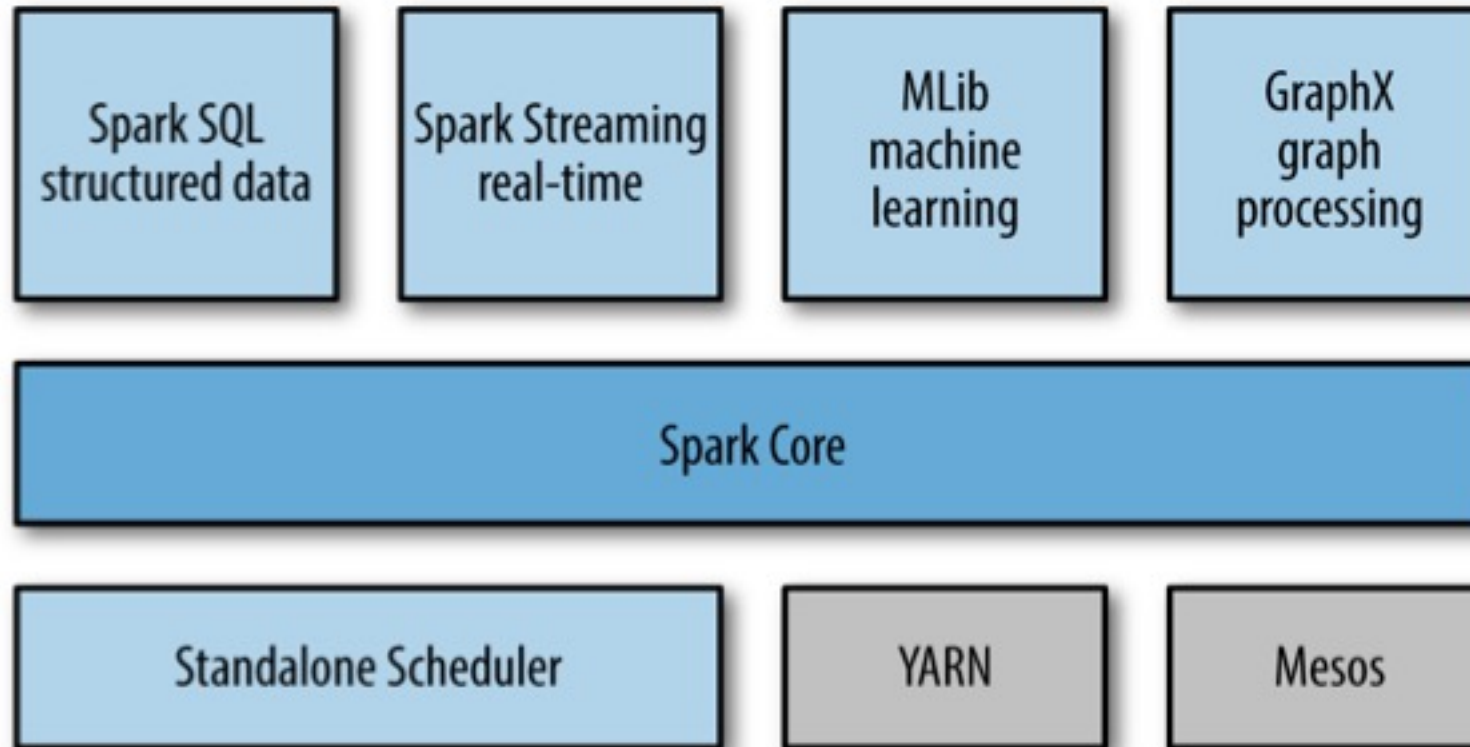 Spark SQL
structured data
Spark Streaming
real-time
MLib
machine
learning
GraphX
graph
processing
Spark Core
Standalone Scheduler
YARN
Mesos